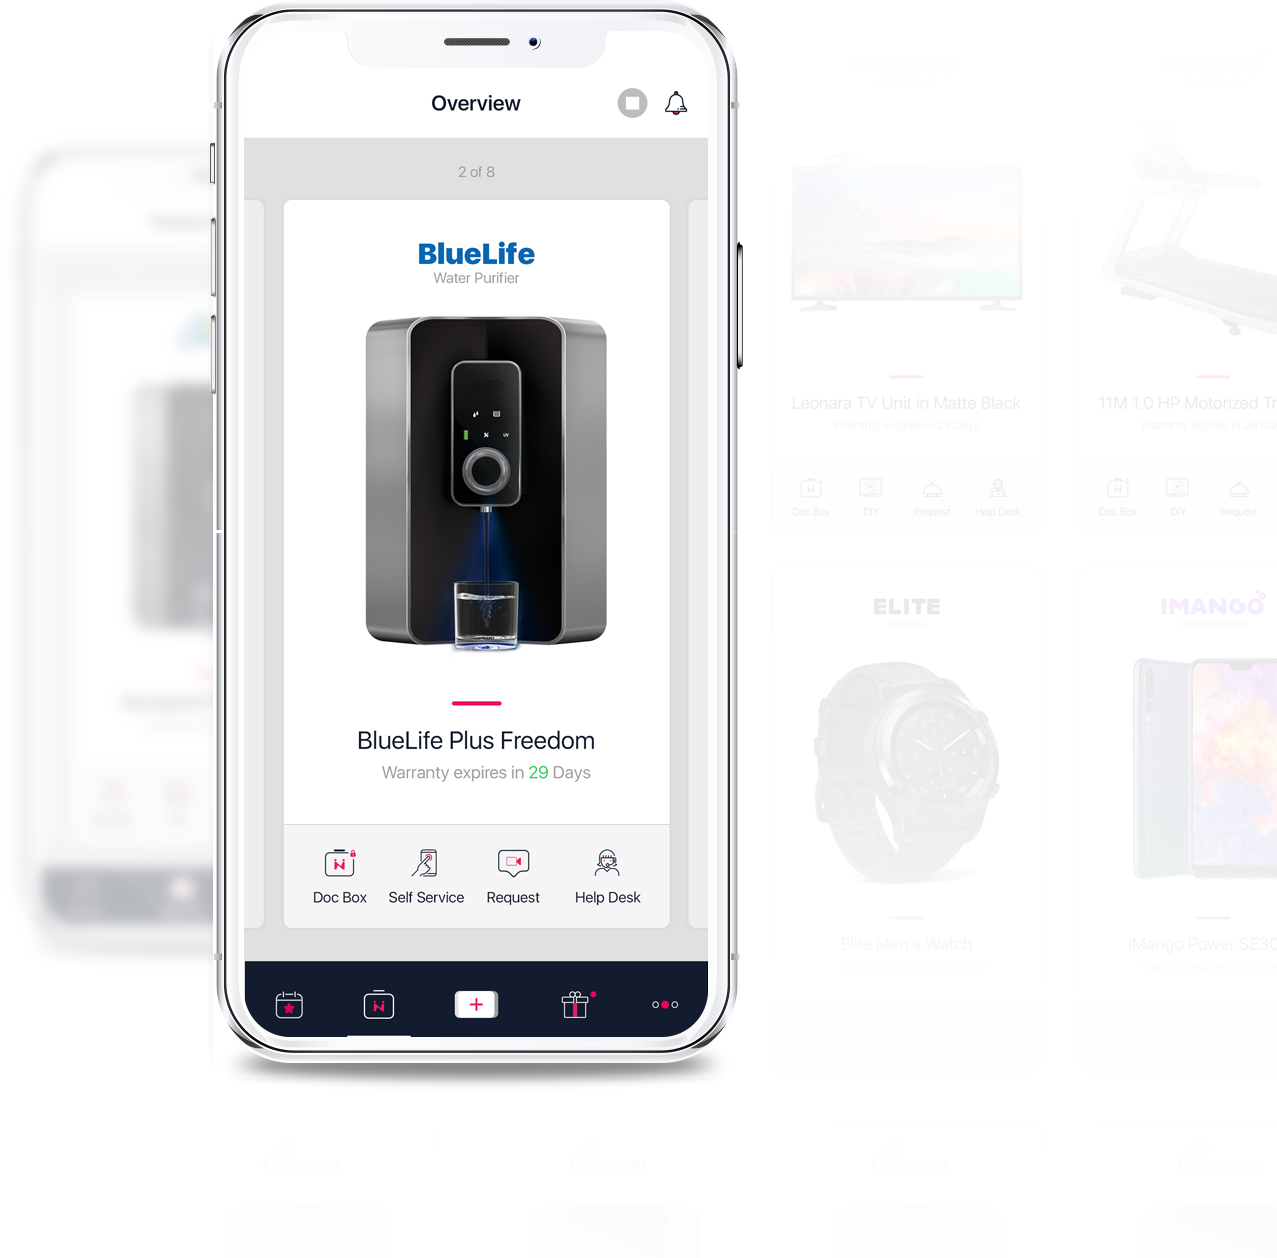 Overview
2 of 8
BlueLife
Water Purifier
UV
BlueLife Plus Freedom
Warranty expires in 29 Days
Doc Box
Self Service
Request
Help Desk
Leonara TV Unit in Matte Black
Warranty expires in 29 Days
Doc Box
DIY
Request
Help Desk
11M 1.0 HP Motorized Tr
Warranty expires in 29 Da
Doc Box
DIY
Request
ELITE
Watches
Elite Men's Watch
IMANGO
Mobile Phones
iMango Power SE30